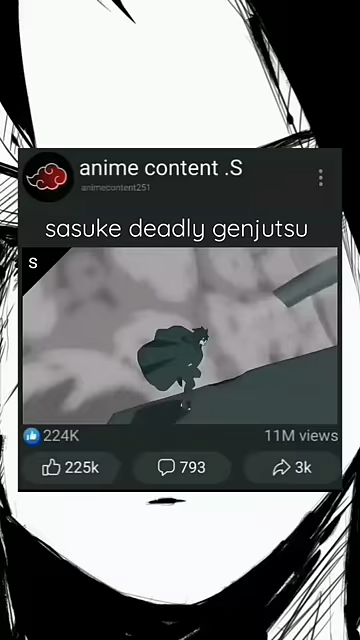 anime content .S
animecontent251
sasuke deadly genjutsu
S
224K
11M views
225k
793
3k